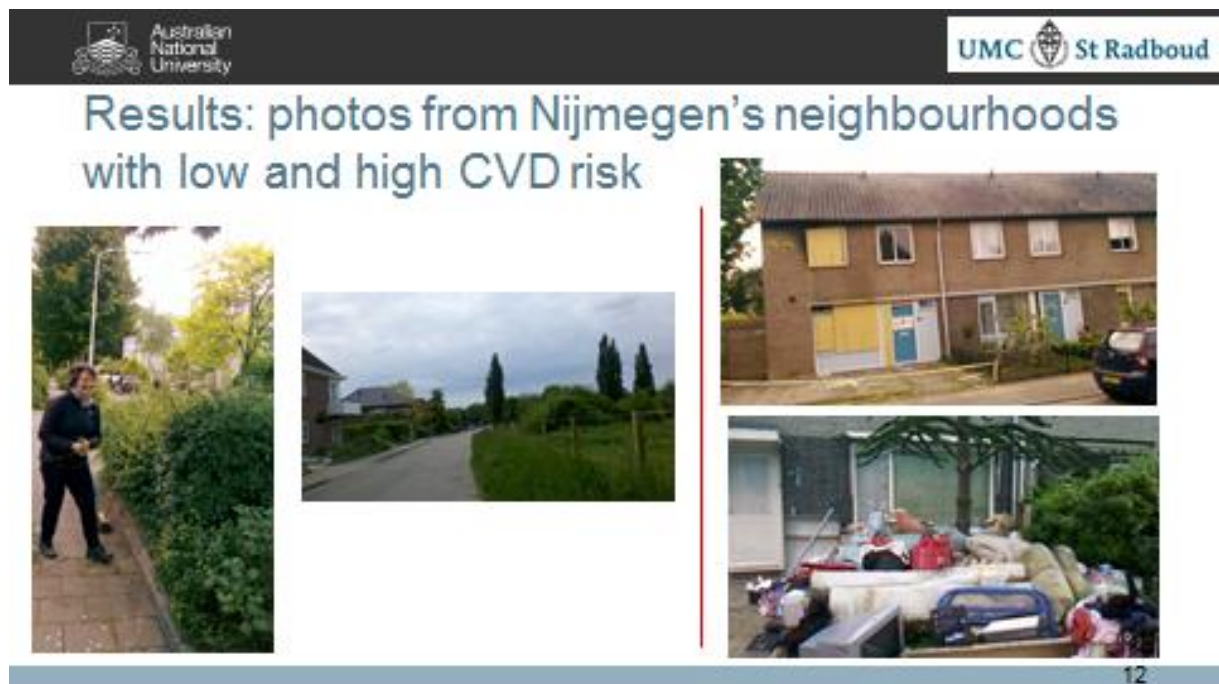 Australian
National
University
UMC St Radboud
Results: photos from Nijmegen's neighbourhoods
with low and high CVD risk
12